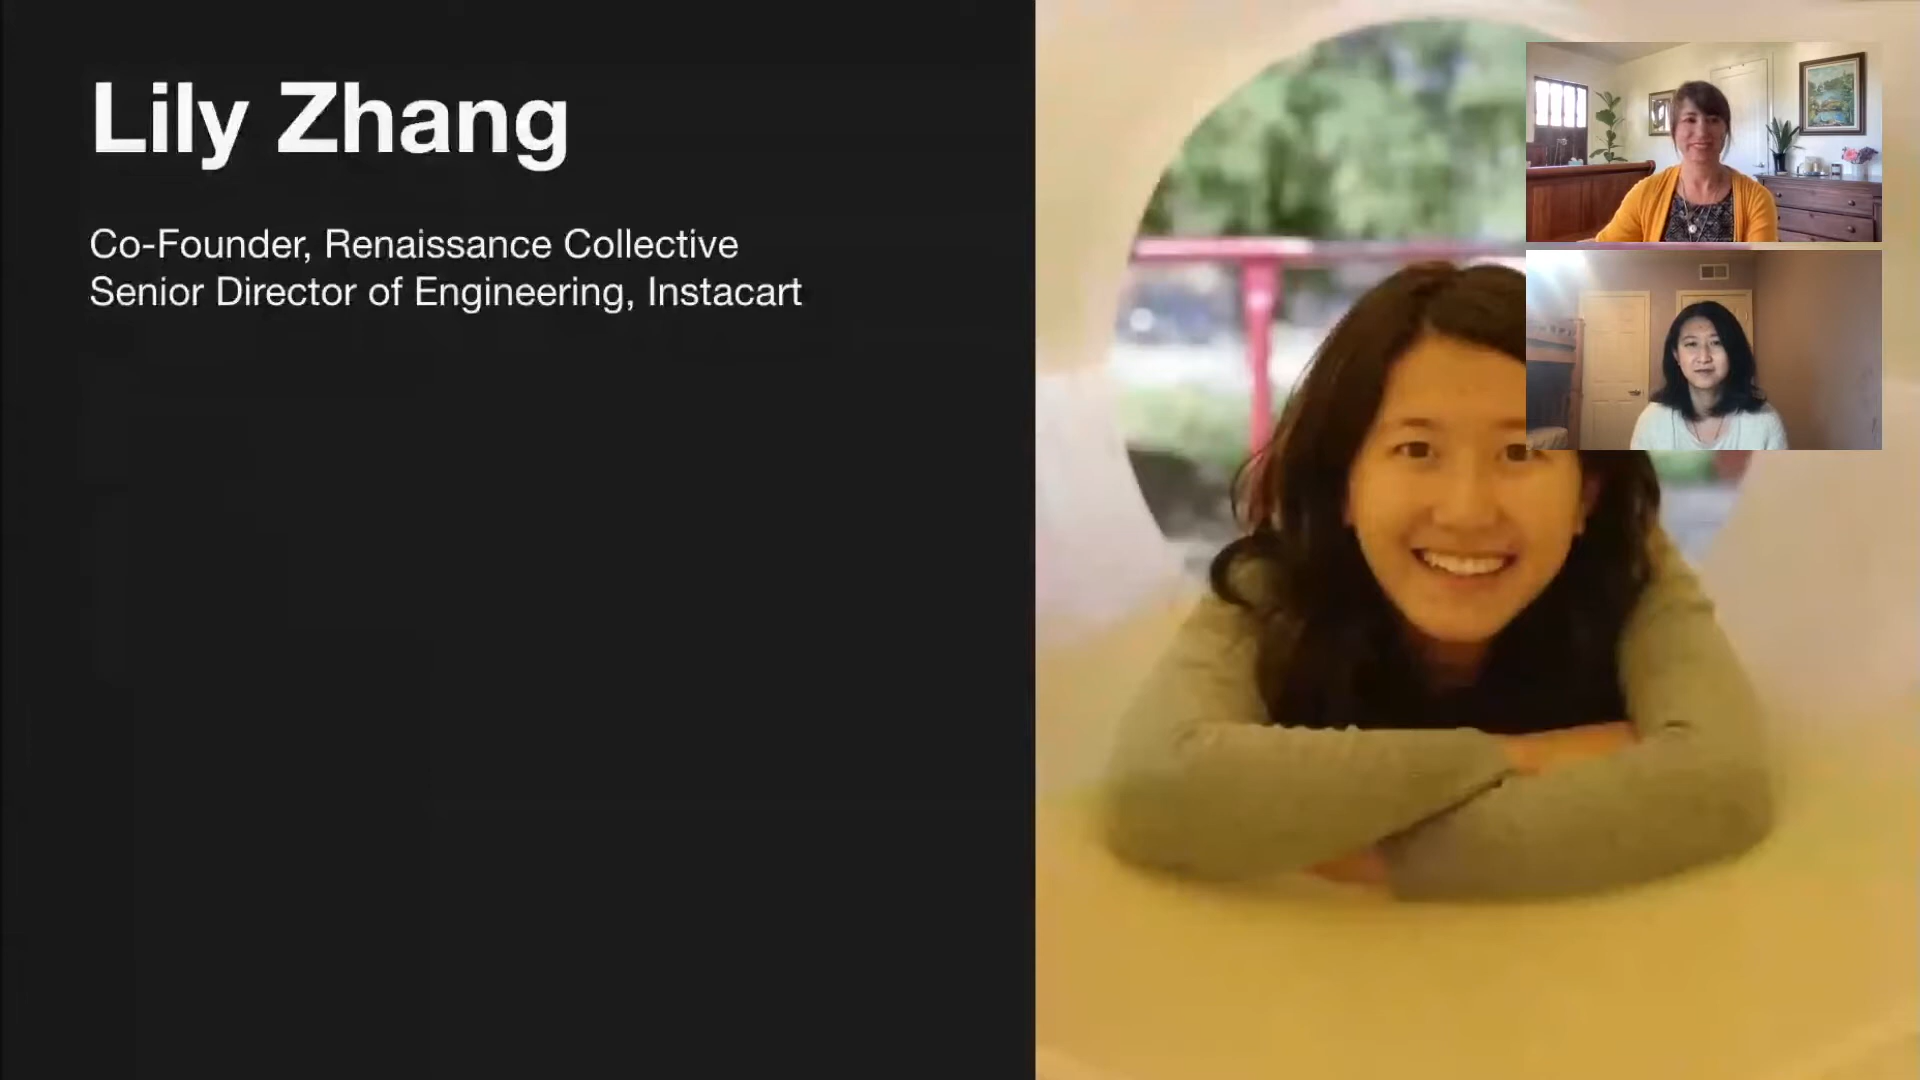 Lily Zhang
Co-Founder, Renaissance Collective
Senior Director of Engineering, Instacart